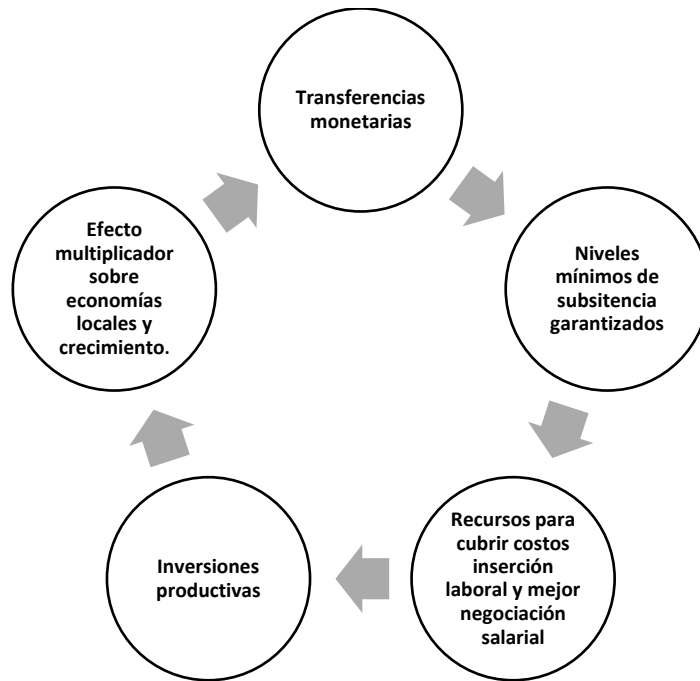 Transferencias
monetarias
Niveles
mínimos de
subsitencia
garantizados
Recursos para
cubrir costos
inserción
laboral y mejor
negociación
salarial
Inversiones
productivas
Efecto
multiplicador
sobre
economías
locales y
crecimiento.